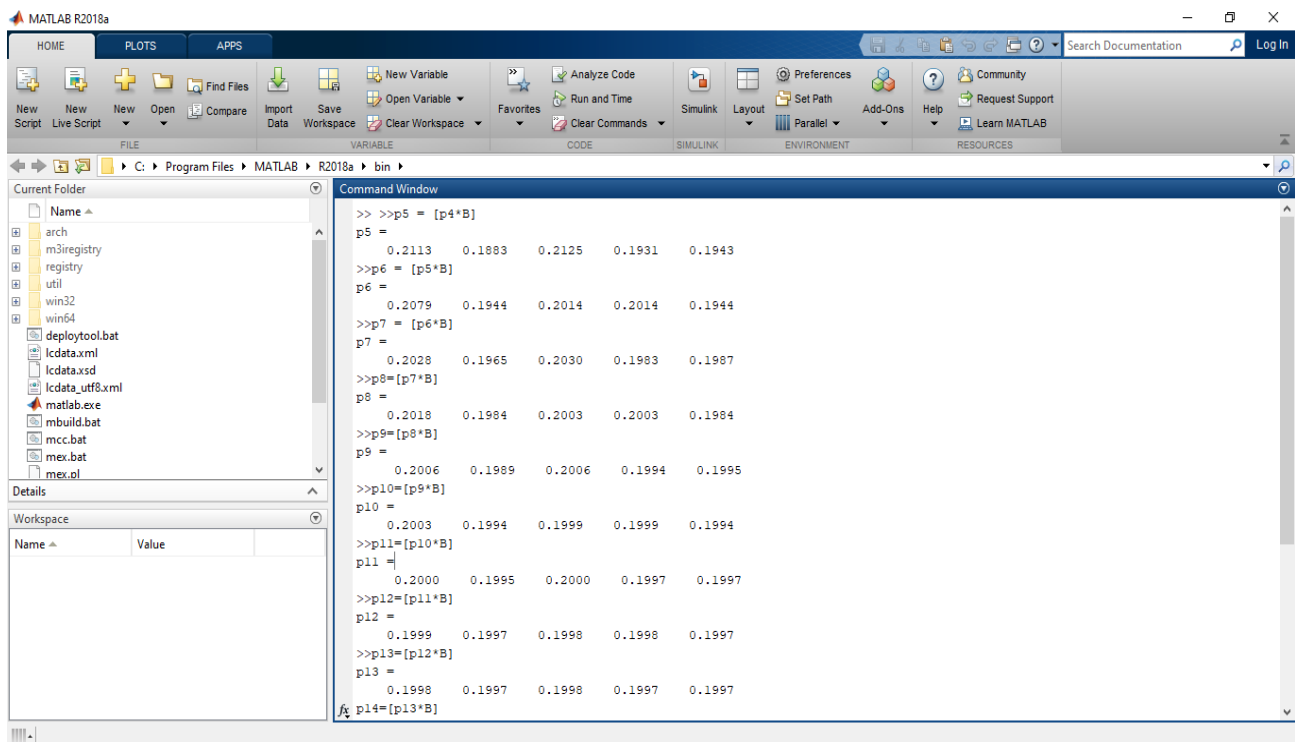 MATLAB R2018a
HOME PLOTS APPS
Search Documentation
Log In
New Script
New Live Script
New
Open
Find Files
Compare
Import Data
Save Workspace
New Variable
Open Variable
Clear Workspace
Favorites
Analyze Code
Run and Time
Clear Commands
Simulink
Layout
Preferences
Set Path
Parallel
Add-Ons
Help
Community
Request Support
Learn MATLAB
FILE VARIABLE CODE SIMULINK ENVIRONMENT RESOURCES
C: Program Files MATLAB R2018a bin
Current Folder
Name
arch
m3iregistry
registry
util
win32
win64
deploytool.bat
lcdata.xml
lcdata.xsd
lcdata_utf8.xml
matlab.exe
mbuild.bat
mcc.bat
mex.bat
mex.pl
Details
Workspace
Name Value
Command Window
>> >>p5 = [p4*B]
p5 =
0.2113 0.1883 0.2125 0.1931 0.1943
>>p6 = [p5*B]
p6 =
0.2079 0.1944 0.2014 0.2014 0.1944
>>p7 = [p6*B]
p7 =
0.2028 0.1965 0.2030 0.1983 0.1987
>>p8=[p7*B]
p8 =
0.2018 0.1984 0.2003 0.2003 0.1984
>>p9=[p8*B]
p9 =
0.2006 0.1989 0.2006 0.1994 0.1995
>>p10=[p9*B]
p10 =
0.2003 0.1994 0.1999 0.1999 0.1994
>>p11=[p10*B]
p11 =
0.2000 0.1995 0.2000 0.1997 0.1997
>>p12=[p11*B]
p12 =
0.1999 0.1997 0.1998 0.1998 0.1997
>>p13=[p12*B]
p13 =
0.1998 0.1997 0.1998 0.1997 0.1997
fx p14=[p13*B]